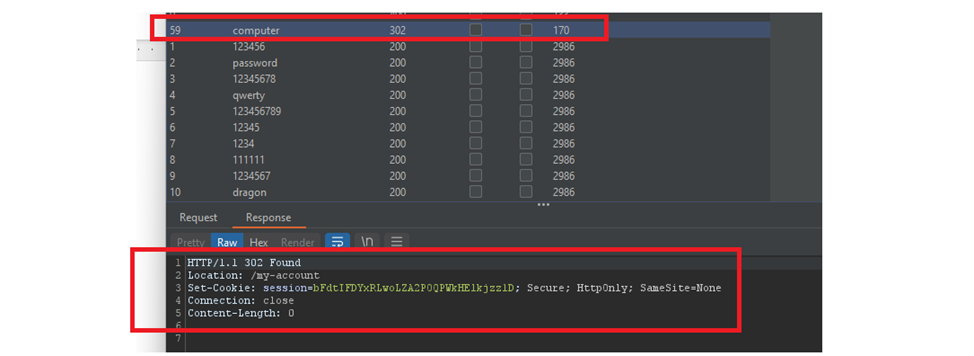 59 computer 302 170
1 123456 200 2986
2 password 200 2986
3 12345678 200 2986
4 qwerty 200 2986
5 123456789 200 2986
6 12345 200 2986
7 1234 200 2986
8 111111 200 2986
9 1234567 200 2986
10 dragon 200 2986
Request Response
Pretty Raw Hex Render \n
1 HTTP/1.1 302 Found
2 Location: /my-account
3 Set-Cookie: Secure; HttpOnly; SameSite=None
4 Connection: close
5 Content-Length: 0
6
7